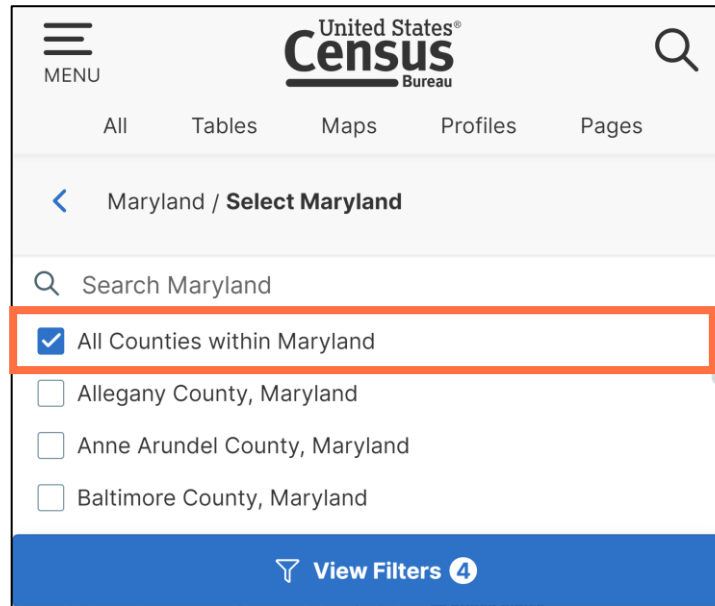 United States®
Census
Bureau
MENU
All Tables Maps Profiles Pages
Maryland / Select Maryland
Search Maryland
All Counties within Maryland
Allegany County, Maryland
Anne Arundel County, Maryland
Baltimore County, Maryland
View Filters 4